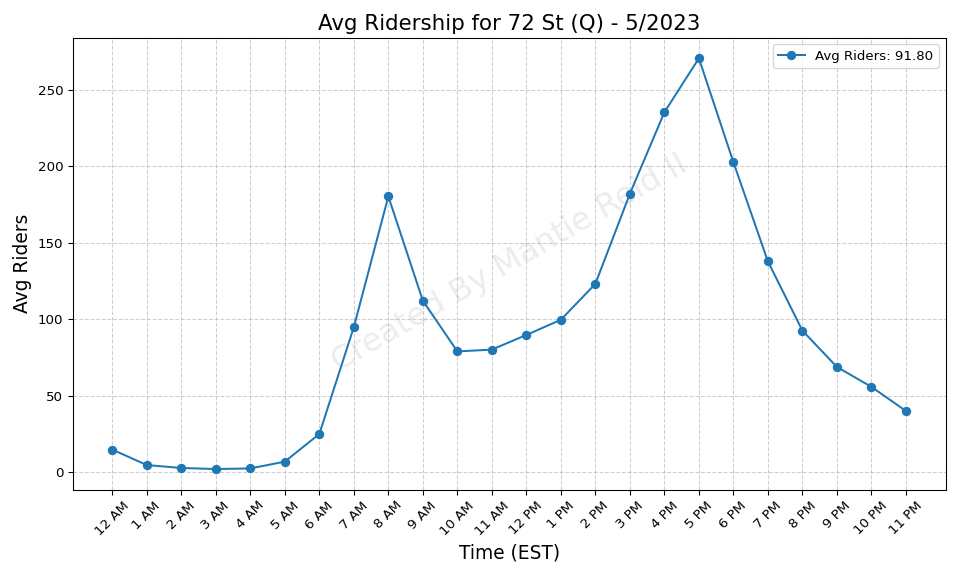 Avg Ridership for 72 St (Q) - 5/2023
Avg Riders: 91.80
Avg Riders
250
200
150
100
50
0
Created By Mantie Reid II
12 AM
1 AM
2 AM
3 AM
4 AM
5 AM
6 AM
7 AM
8 AM
9 AM
10 AM
11 AM
12 PM
1 PM
2 PM
3 PM
4 PM
5 PM
6 PM
7 PM
8 PM
9 PM
10 PM
11 PM
Time (EST)